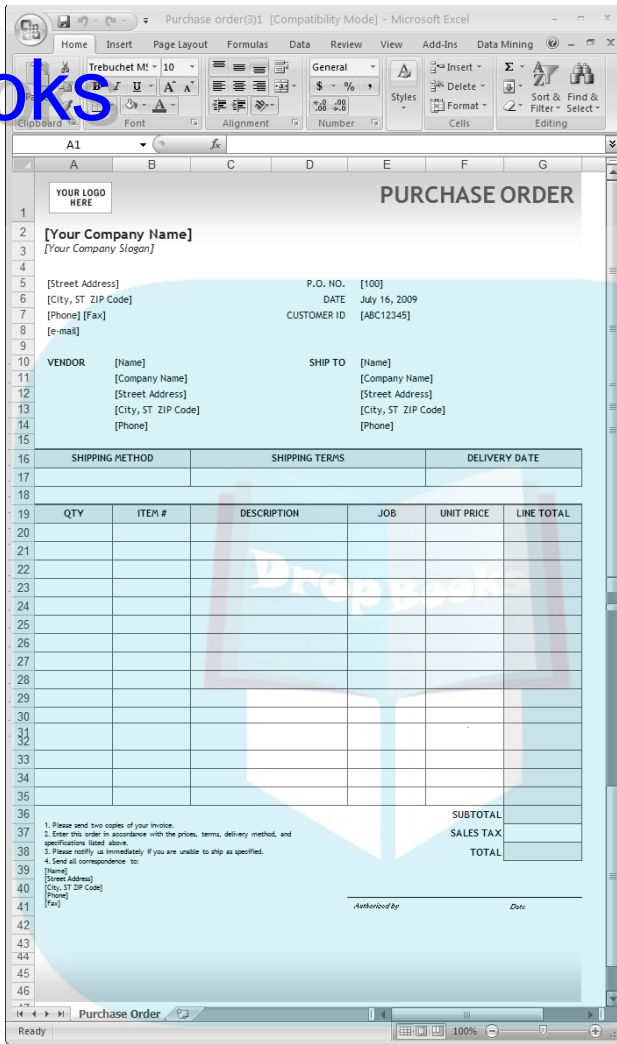 Purchase order(3)1 [Compatibility Mode] - Microsoft Excel
Home Insert Page Layout Formulas Data Review View Add-Ins Data Mining
ooks
Trebuchet MS 10 General
B I U A A $ % , Styles Insert Delete Format Σ Sort & Filter Find & Select
Clipboard Font Alignment Number Cells Editing
A1 fx
A B C D E F G
YOUR LOGO
HERE
PURCHASE ORDER
[Your Company Name]
[Your Company Slogan]
[Street Address] P.O. NO. [100]
[City, ST ZIP Code] DATE July 16, 2009
[Phone] [Fax] CUSTOMER ID [ABC12345]
[e-mail]
VENDOR [Name] SHIP TO [Name]
[Company Name] [Company Name]
[Street Address] [Street Address]
[City, ST ZIP Code] [City, ST ZIP Code]
[Phone] [Phone]
SHIPPING METHOD SHIPPING TERMS DELIVERY DATE
QTY ITEM # DESCRIPTION JOB UNIT PRICE LINE TOTAL
DropBooks
SUBTOTAL
SALES TAX
TOTAL
1. Please send two copies of your invoice.
2. Enter this order in accordance with the prices, terms, delivery method, and
specifications listed above.
3. Please notifiy us immediately if you are unable to ship as specified.
4. Send all correspondence to:
[Name]
[Street Address]
[City, ST ZIP Code]
[Phone]
[Fax]
Authorized by Date
Purchase Order
Ready 100%